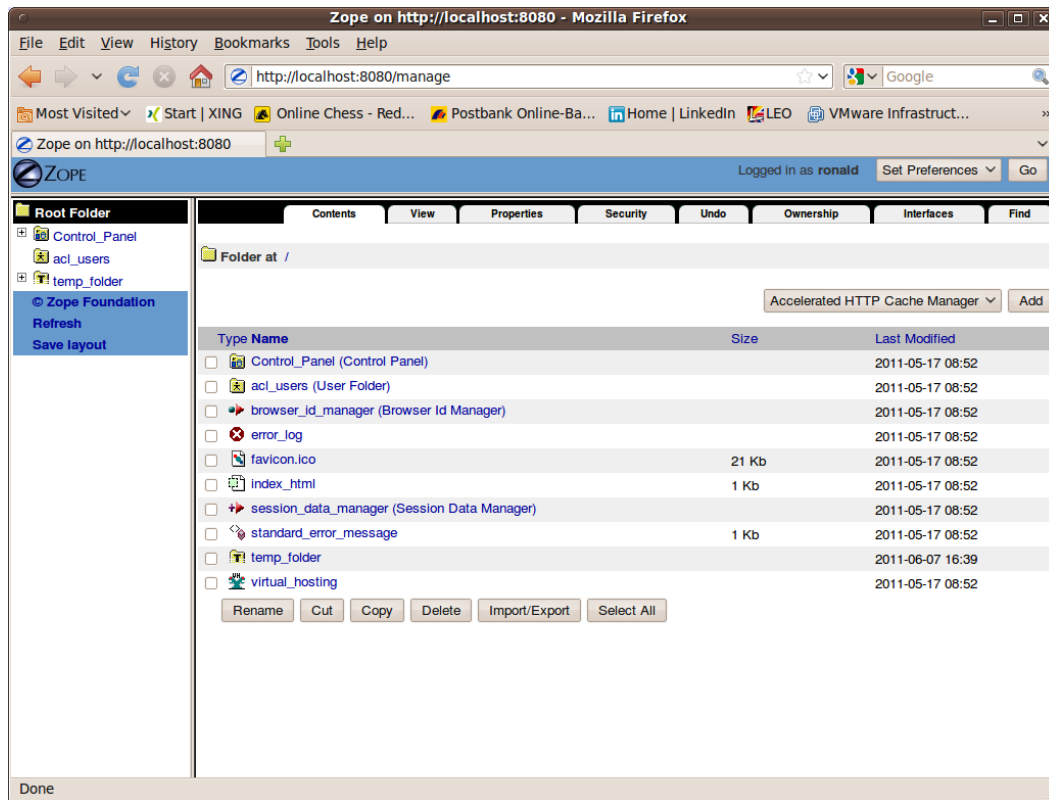 Zope on http://localhost:8080 - Mozilla Firefox
File Edit View History Bookmarks Tools Help
http://localhost:8080/manage Google
Most Visited Start | XING Online Chess - Red... Postbank Online-Ba... Home | LinkedIn LEO VMware Infrastruct... »
Zope on http://localhost:8080
ZOPE Logged in as ronald Set Preferences Go
Root Folder
Control_Panel
acl_users
temp_folder
© Zope Foundation
Refresh
Save layout
Contents View Properties Security Undo Ownership Interfaces Find
Folder at /
Accelerated HTTP Cache Manager Add
Type Name Size Last Modified
Control_Panel (Control Panel) 2011-05-17 08:52
acl_users (User Folder) 2011-05-17 08:52
browser_id_manager (Browser Id Manager) 2011-05-17 08:52
error_log 2011-05-17 08:52
favicon.ico 21 Kb 2011-05-17 08:52
index_html 1 Kb 2011-05-17 08:52
session_data_manager (Session Data Manager) 2011-05-17 08:52
standard_error_message 1 Kb 2011-05-17 08:52
temp_folder 2011-06-07 16:39
virtual_hosting 2011-05-17 08:52
Rename Cut Copy Delete Import/Export Select All
Done